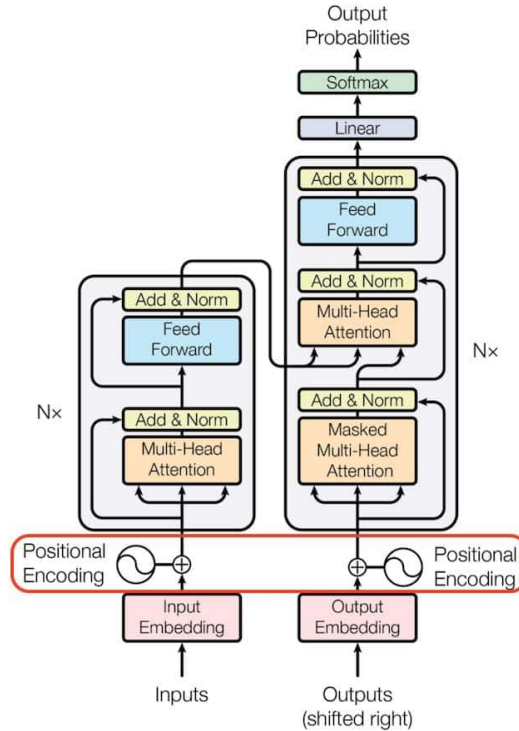 Output
Probabilities
Softmax
Linear
Add & Norm
Feed
Forward
Add & Norm
Multi-Head
Attention
Nx
Add & Norm
Masked
Multi-Head
Attention
Add & Norm
Feed
Forward
Nx
Add & Norm
Multi-Head
Attention
Positional
Encoding
Positional
Encoding
Input
Embedding
Output
Embedding
Inputs
Outputs
(shifted right)